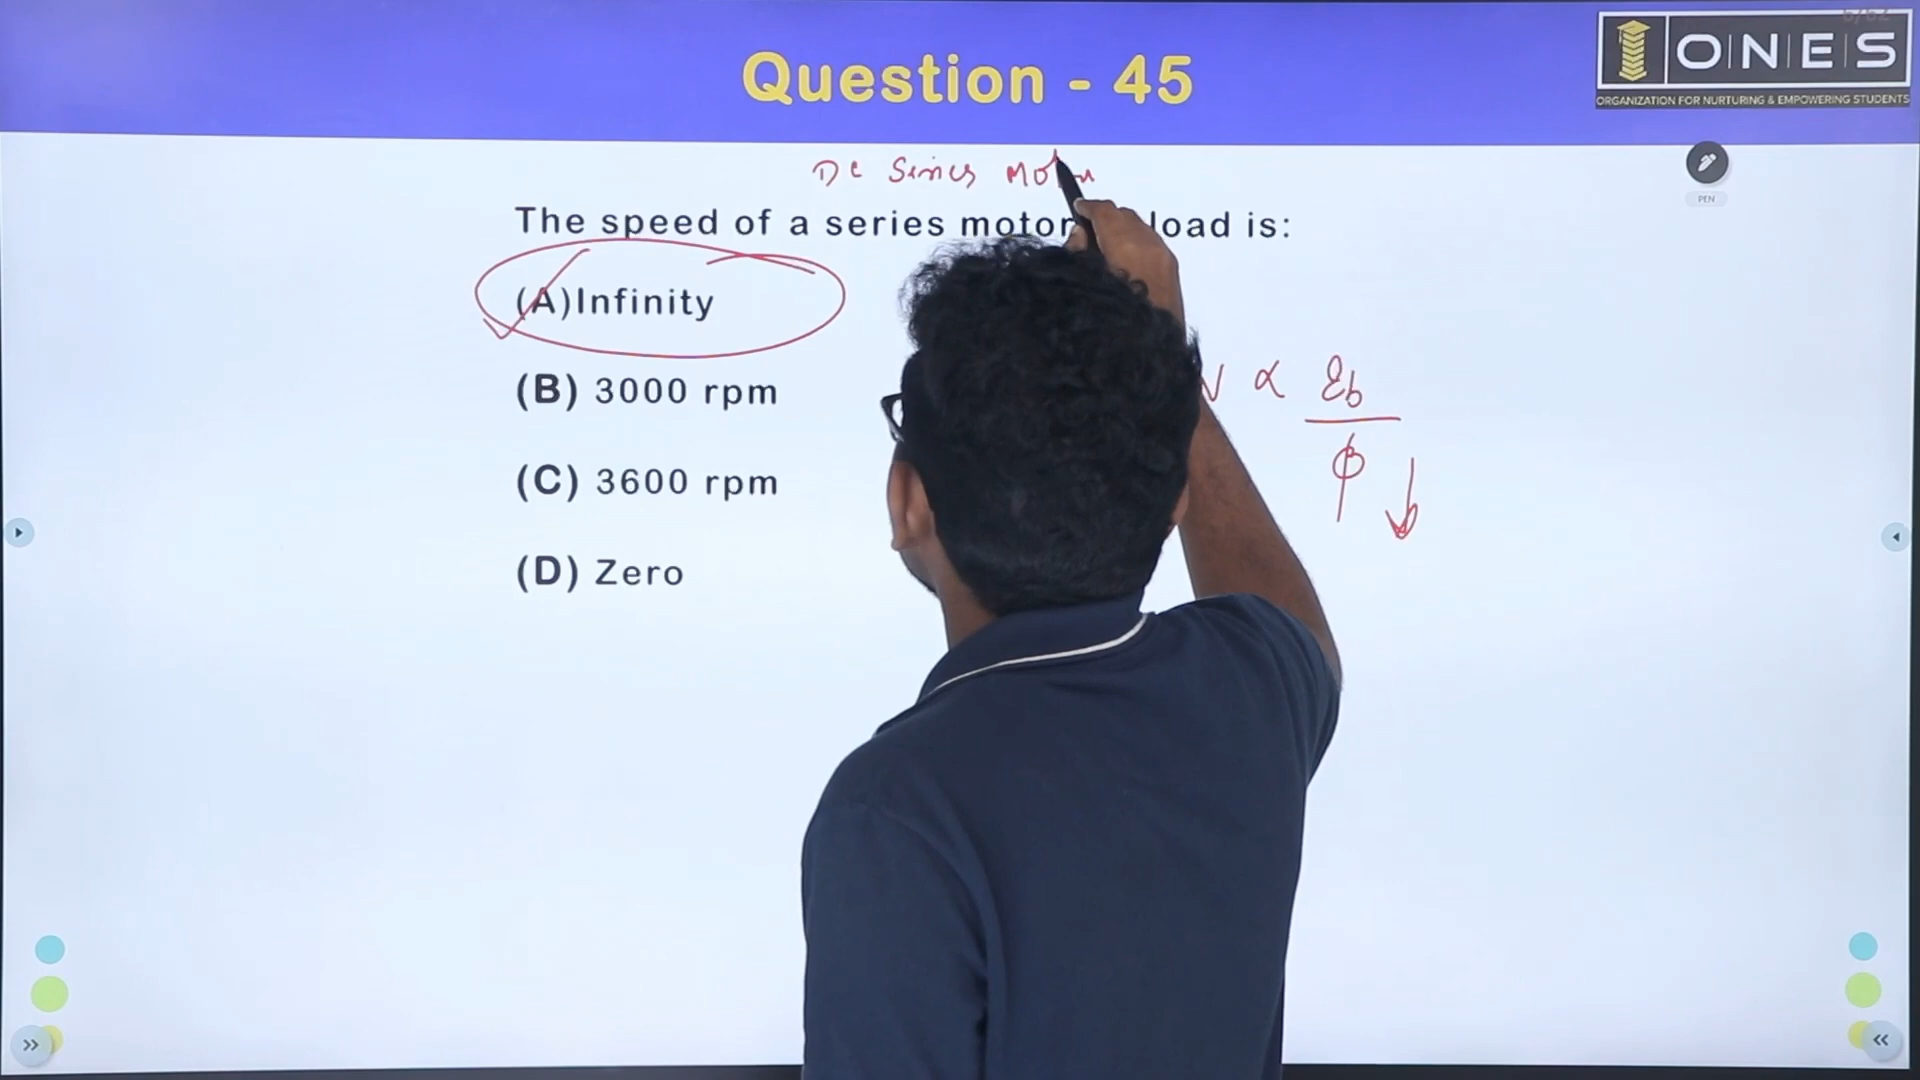 Question - 45
ONES
ORGANIZATION FOR NURTURING & EMPOWERING STUDENTS
PEN
DC Series Motor
The speed of a series motor load is:
(A)Infinity
(B) 3000 rpm
(C) 3600 rpm
(D) Zero
∝ Eb
ϕ ↓